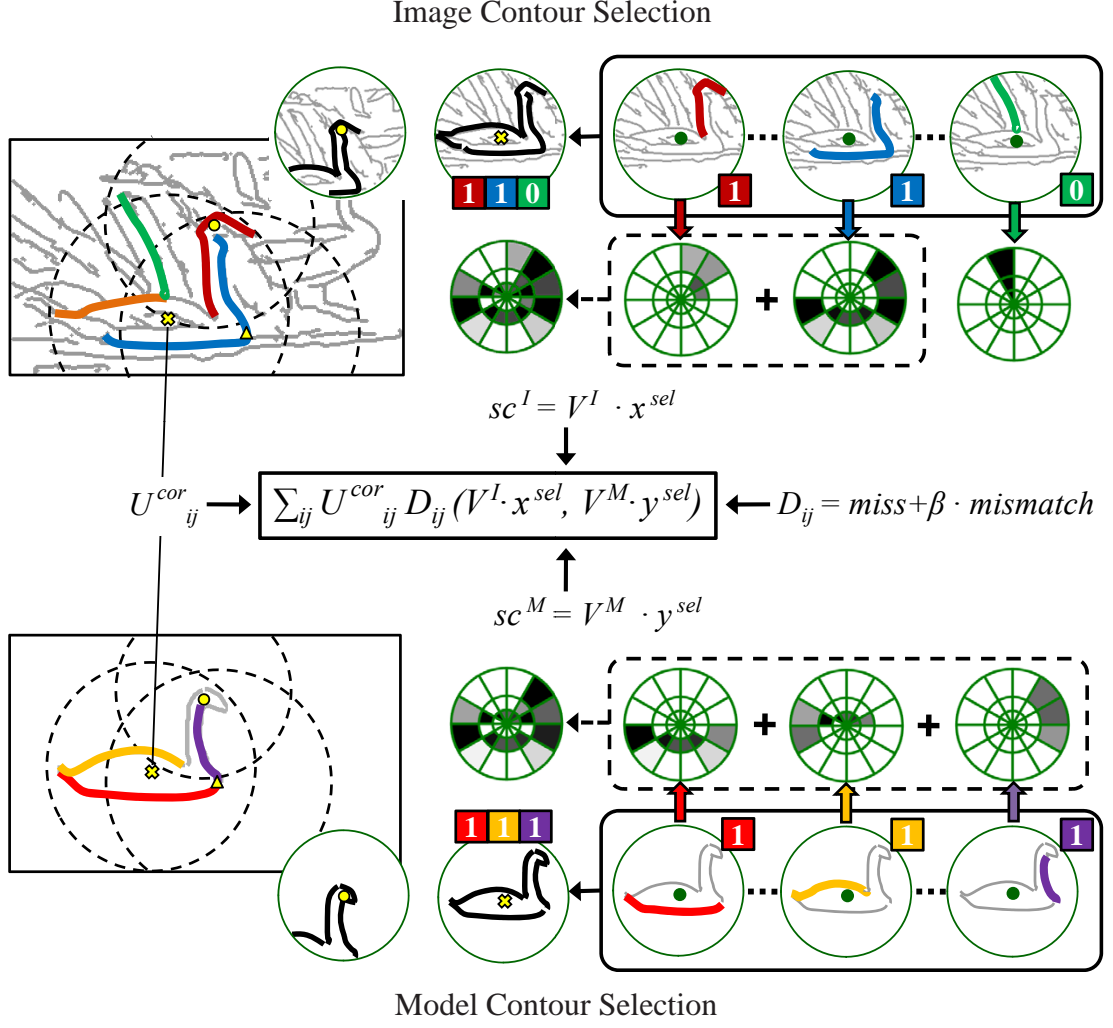 Image Contour Selection
1 1 0
1
1
0
+
sc^I = V^I · x^sel
U^cor_ij
∑_ij U^cor_ij D_ij (V^I · x^sel, V^M · y^sel)
D_ij = miss+β · mismatch
sc^M = V^M · y^sel
+ +
1 1 1
1
1
1
Model Contour Selection